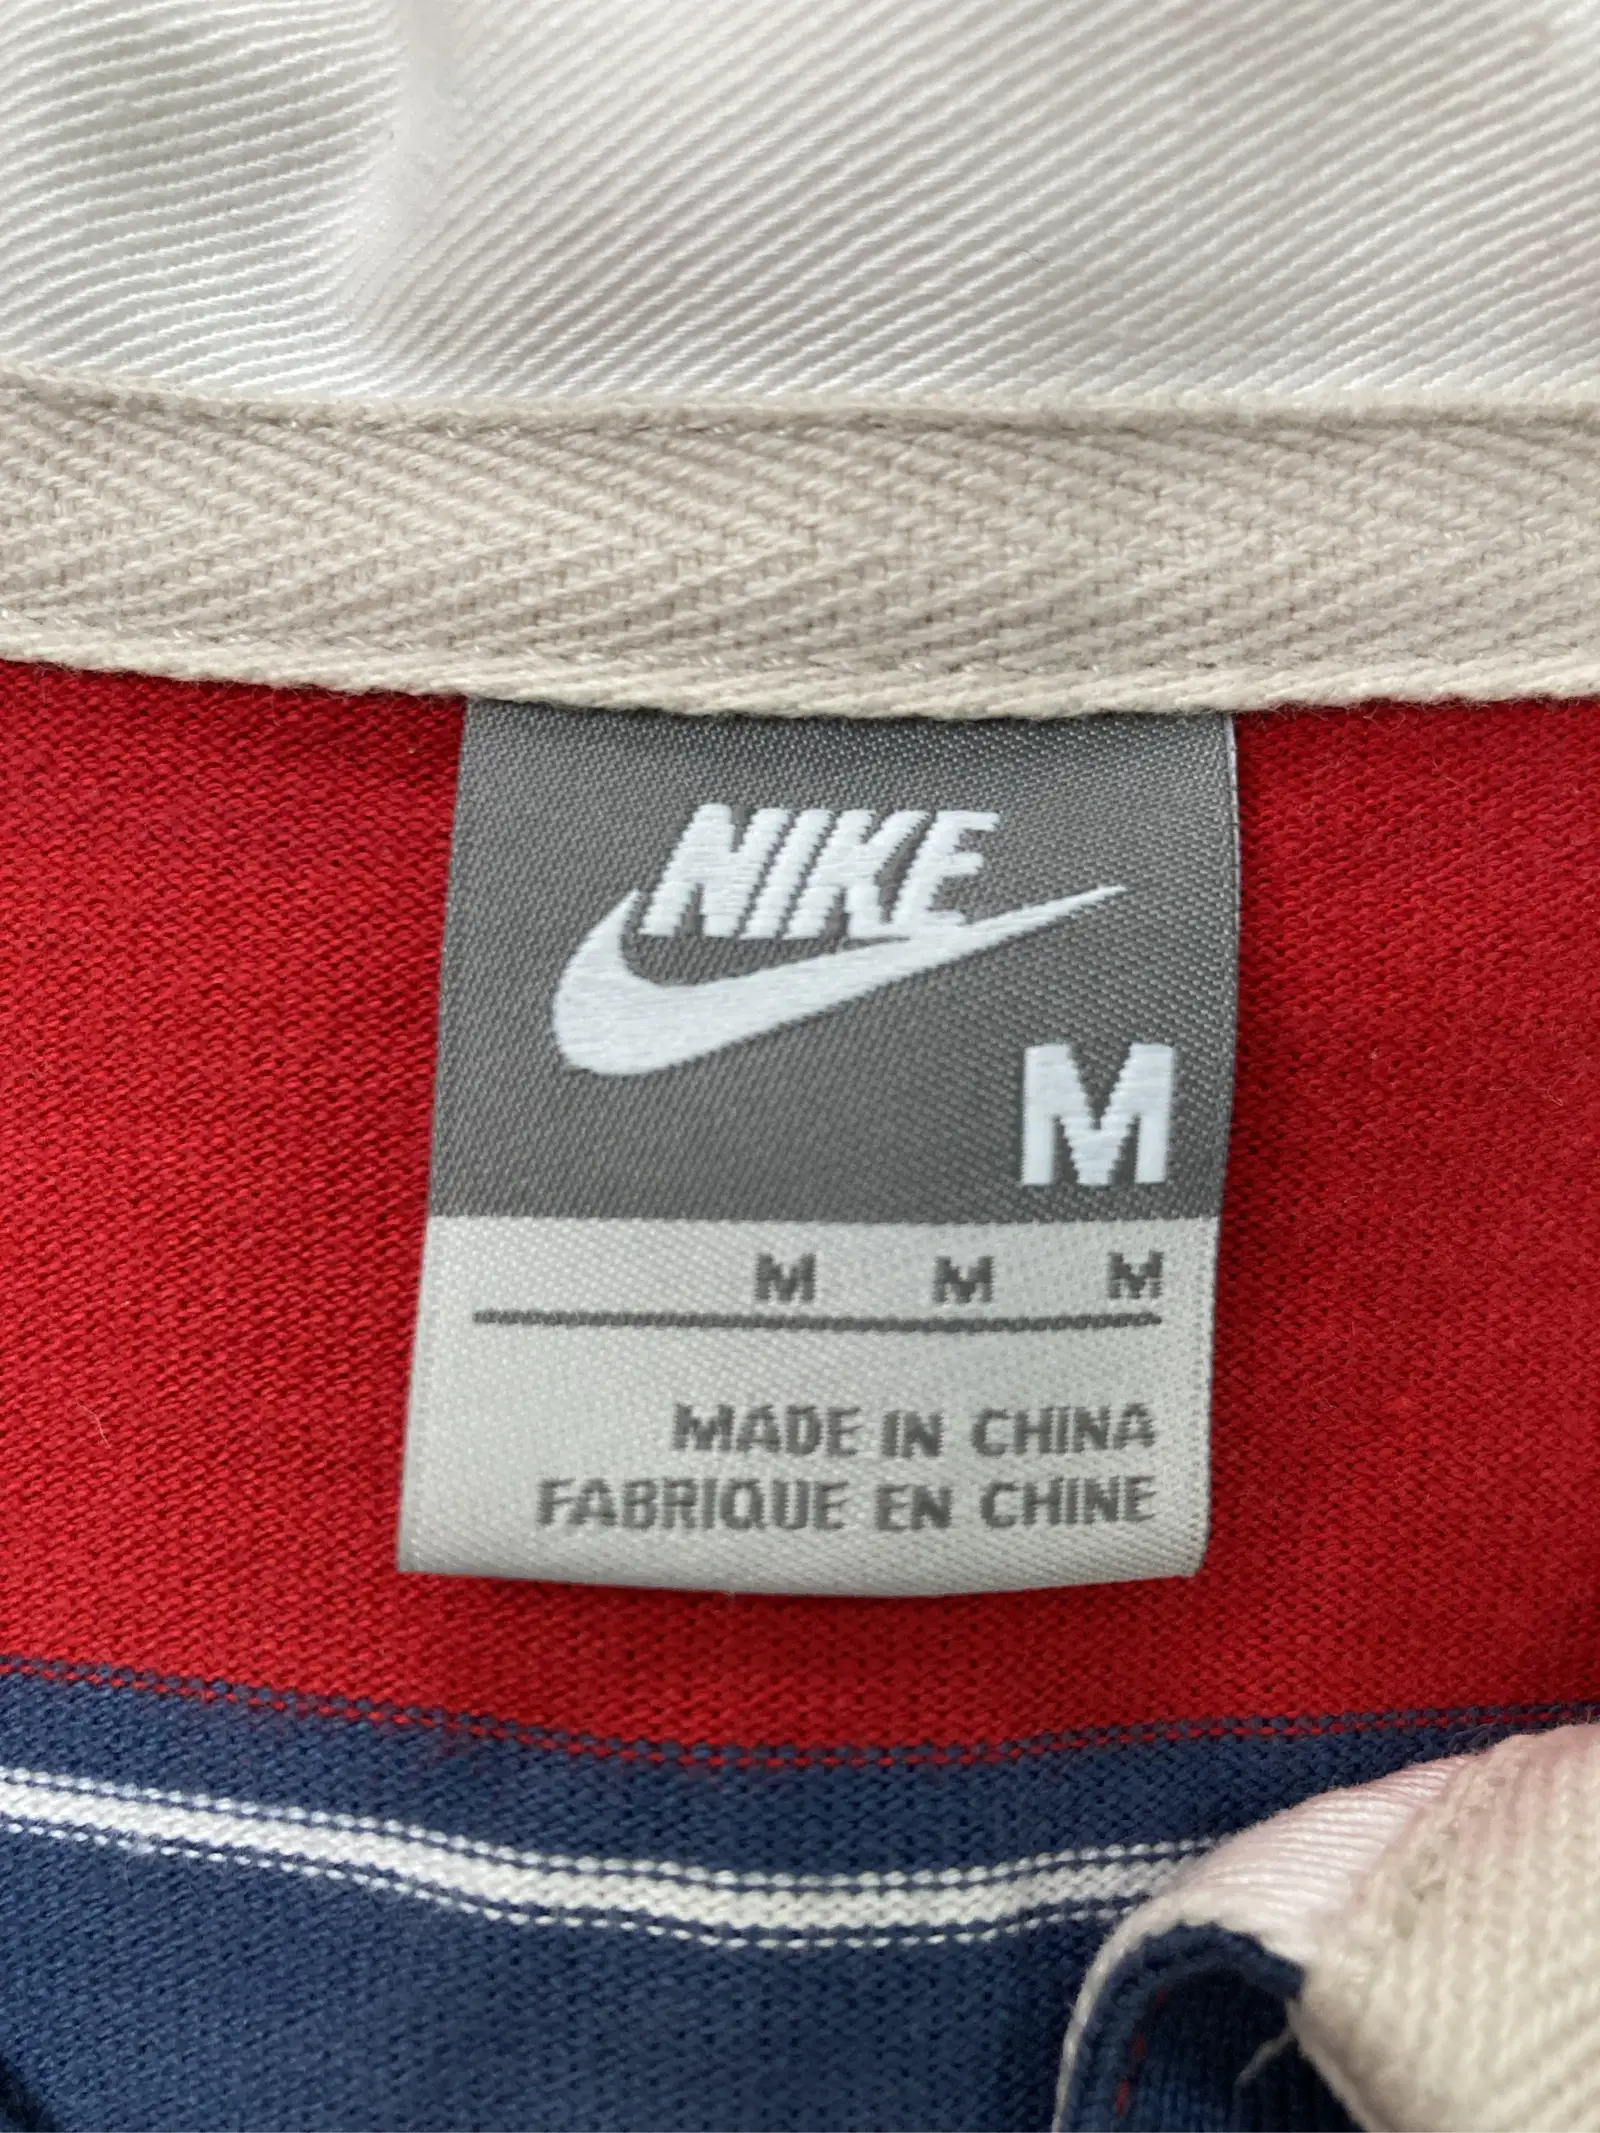 NIKE
M
M M M
MADE IN CHINA
FABRIQUE EN CHINE